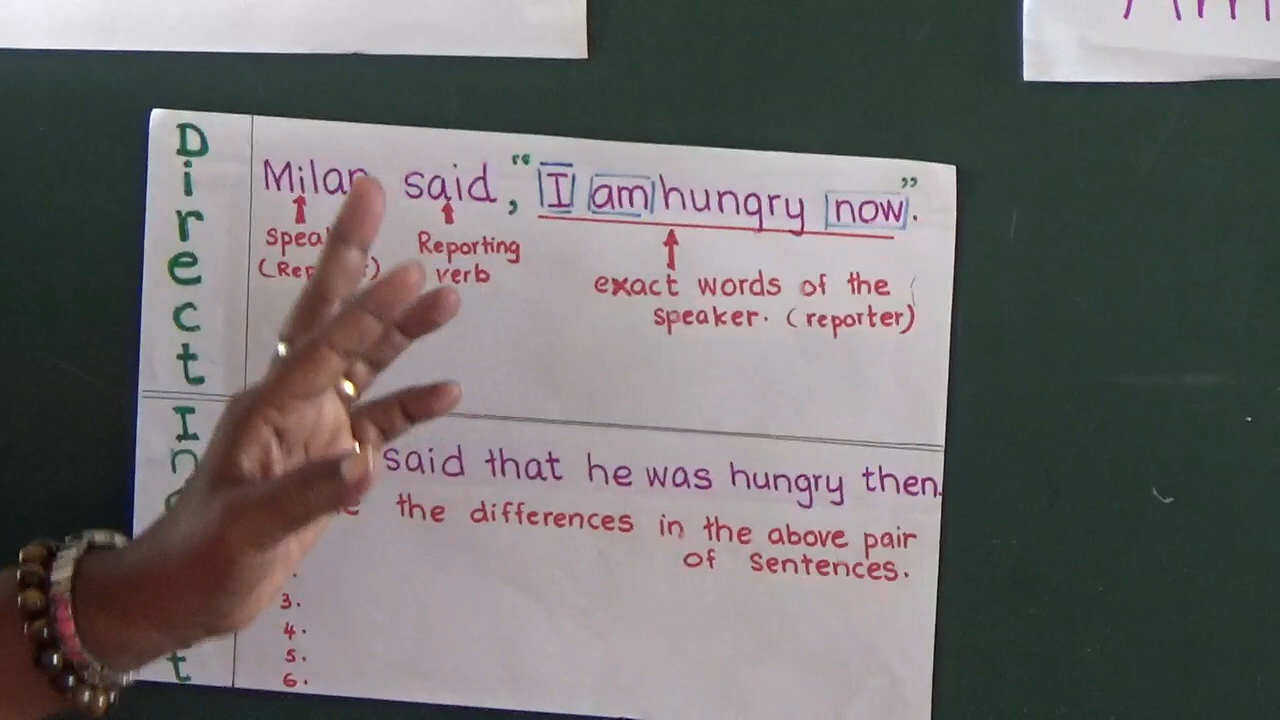 Direct
Milan said, “I am hungry now”.
Reporting
verb
exact words of the
speaker. (reporter)
said that he was hungry then.
the differences in the above pair
of sentences.
3.
4.
5.
6.